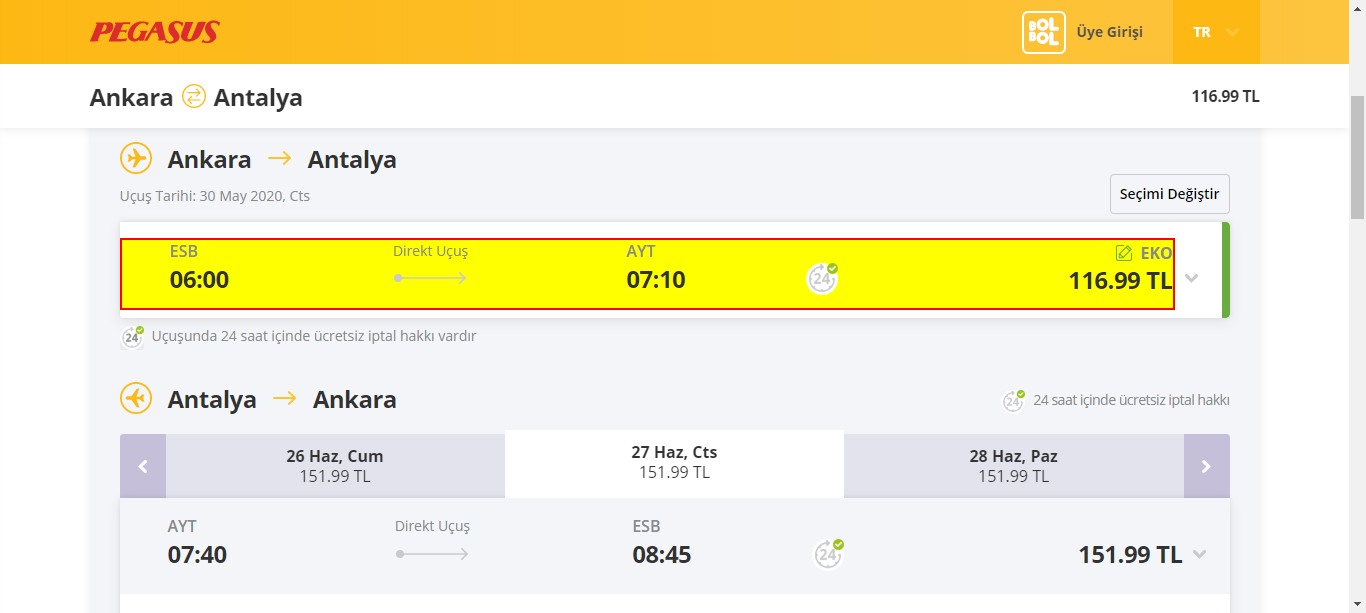 PEGASUS
BOL BOL
Üye Girişi
TR
Ankara Antalya
116.99 TL
Ankara Antalya
Uçuş Tarihi: 30 May 2020, Cts
Seçimi Değiştir
ESB Direkt Uçuş AYT EKO
06:00 07:10 24 116.99 TL
24 Uçuşunda 24 saat içinde ücretsiz iptal hakkı vardır
Antalya Ankara
24 24 saat içinde ücretsiz iptal hakkı
26 Haz, Cum 27 Haz, Cts 28 Haz, Paz
151.99 TL 151.99 TL 151.99 TL
AYT Direkt Uçuş ESB
07:40 08:45 24 151.99 TL